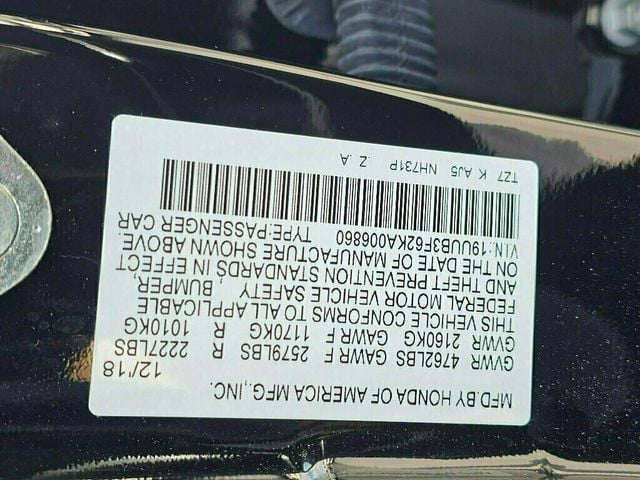 MFD.BY HONDA OF AMERICA MFG.,INC. 12/18
GVWR 4762LBS GAWR F 2579LBS R 2227LBS
GVWR 2160KG GAWR F 1170KG R 1010KG
THIS VEHICLE CONFORMS TO ALL APPLICABLE
FEDERAL MOTOR VEHICLE SAFETY , BUMPER,
AND THEFT PREVENTION STANDARDS IN EFFECT
ON THE DATE OF MANUFACTURE SHOWN ABOVE.
V I N.:19UUB3F62KA006860 TYPE:PASSENGER CAR
TZ7 K AJ5 NH731P Z .A